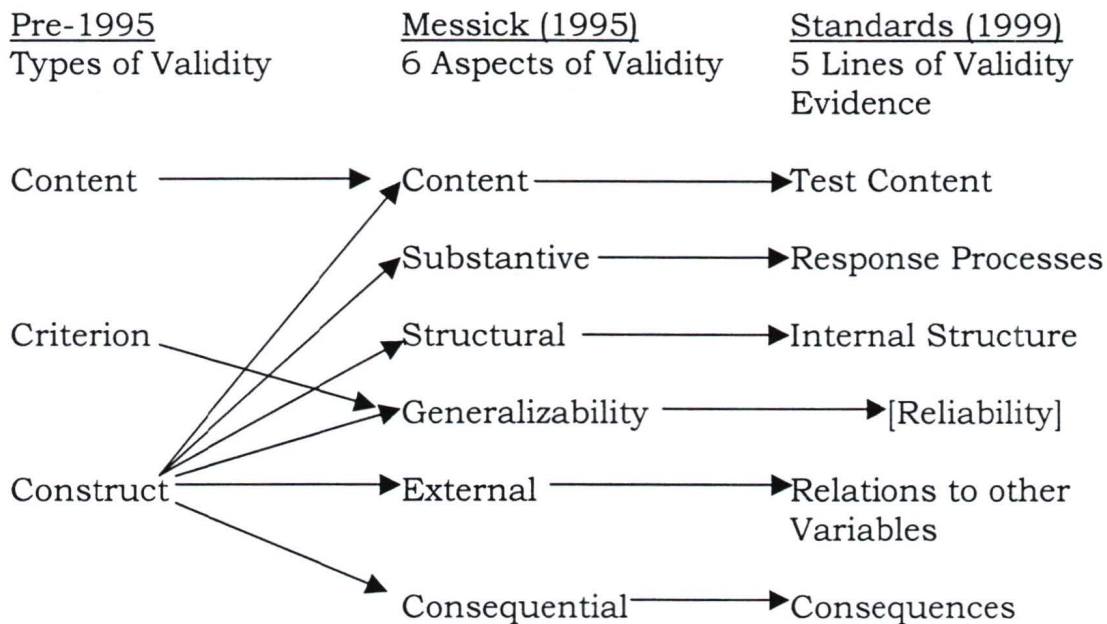 Pre-1995
Types of Validity
Messick (1995)
6 Aspects of Validity
Standards (1999)
5 Lines of Validity
Evidence
Content
Content
Test Content
Substantive
Response Processes
Criterion
Structural
Internal Structure
Generalizability
[Reliability]
Construct
External
Relations to other
Variables
Consequential
Consequences